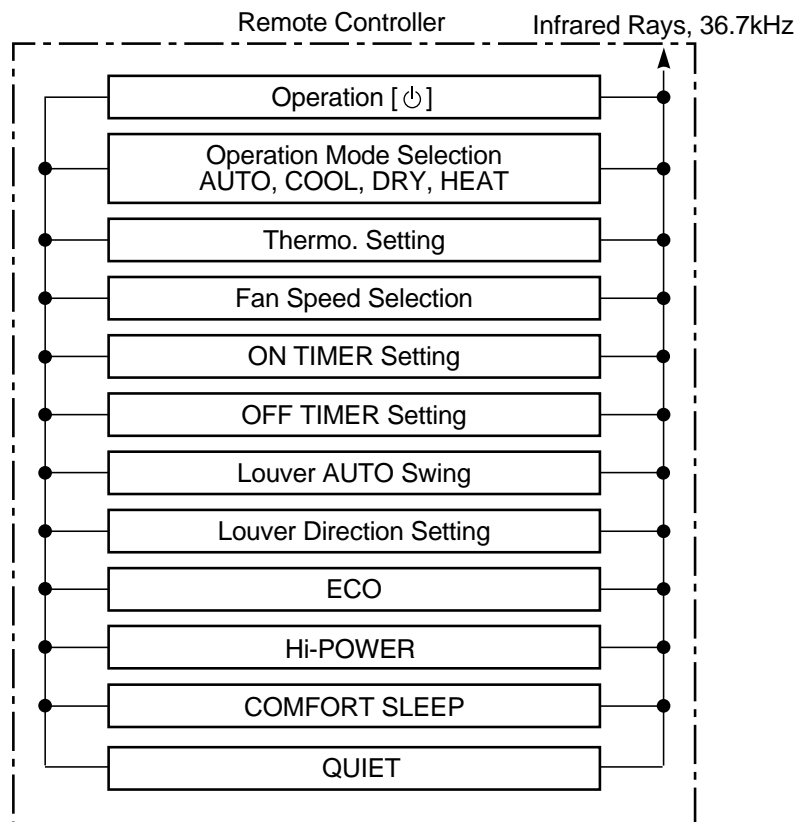 Remote Controller
Infrared Rays, 36.7kHz
Operation [⏻]
Operation Mode Selection
AUTO, COOL, DRY, HEAT
Thermo. Setting
Fan Speed Selection
ON TIMER Setting
OFF TIMER Setting
Louver AUTO Swing
Louver Direction Setting
ECO
Hi-POWER
COMFORT SLEEP
QUIET